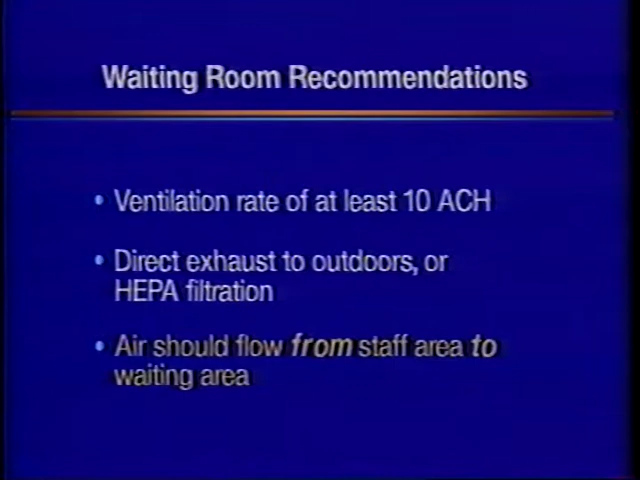 Waiting Room Recommendations
• Ventilation rate of at least 10 ACH
• Direct exhaust to outdoors, or
HEPA filtration
• Air should flow from staff area to
waiting area